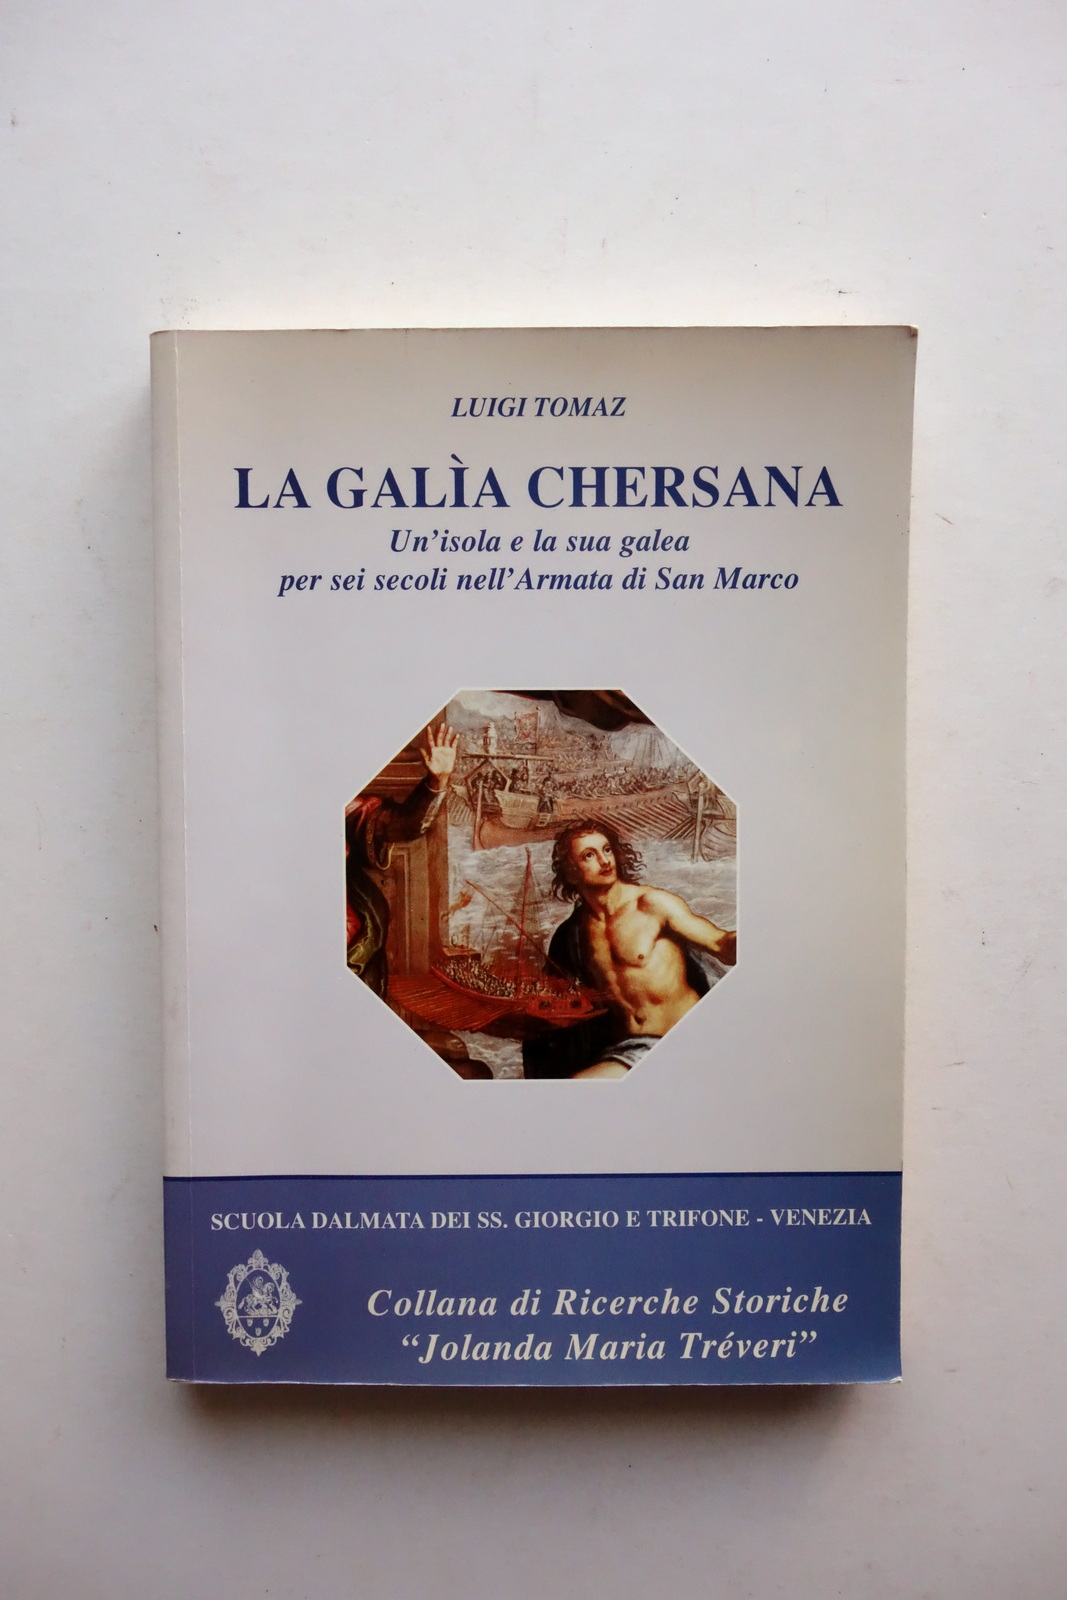 LUIGI TOMAZ
LA GALÌA CHERSANA
Un'isola e la sua galea
per sei secoli nell'Armata di San Marco
SCUOLA DALMATA DEI SS. GIORGIO E TRIFONE - VENEZIA
Collana di Ricerche Storiche
“Jolanda Maria Tréveri”